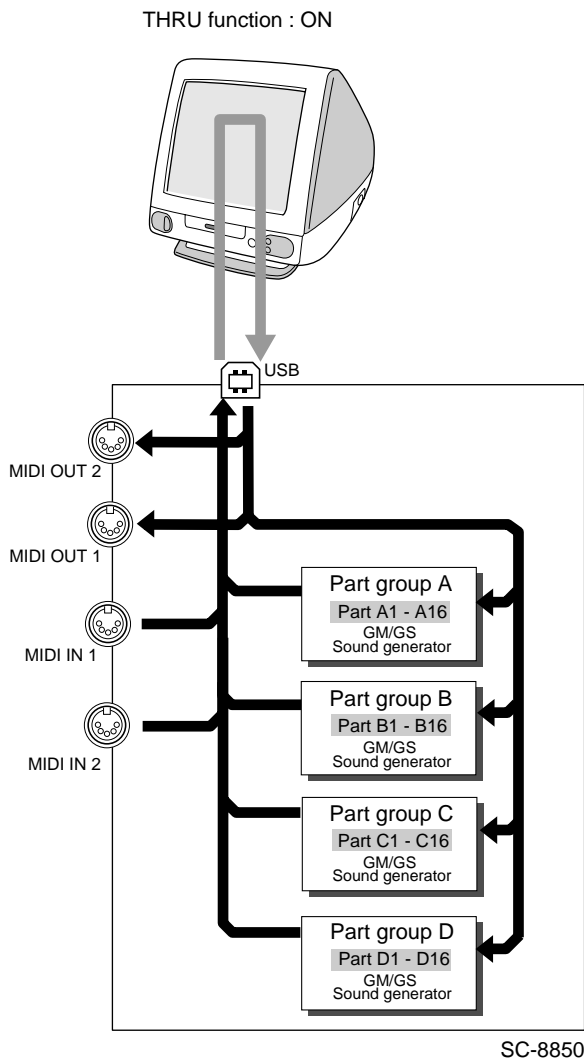 THRU function : ON
USB
MIDI OUT 2
MIDI OUT 1
MIDI IN 1
MIDI IN 2
Part group A
Part A1 - A16
GM/GS
Sound generator
Part group B
Part B1 - B16
GM/GS
Sound generator
Part group C
Part C1 - C16
GM/GS
Sound generator
Part group D
Part D1 - D16
GM/GS
Sound generator
SC-8850